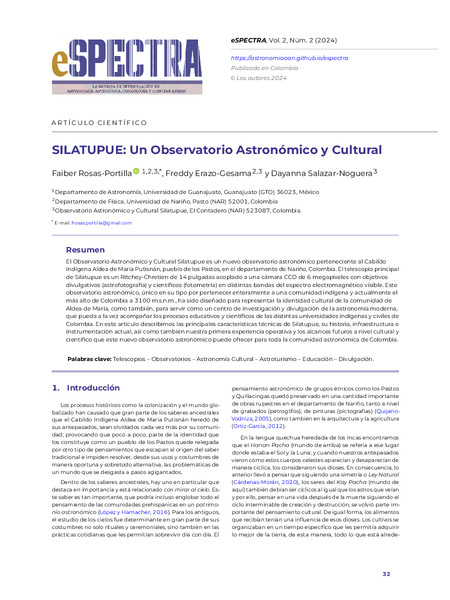 eSPECTRA
LA REVISTA DE INVESTIGACIÓN EN
ASTRONOMÍA, ASTROFÍSICA, COSMOLOGÍA Y CIENCIAS AFINES
eSPECTRA, Vol. 2, Núm. 2 (2024)
https://astronomiaoan.github.io/espectra
Publicada en Colombia
© Los autores 2024
ARTÍCULO CIENTÍFICO
SILATUPUE: Un Observatorio Astronómico y Cultural
Faiber Rosas-Portilla 1,2,3,*, Freddy Erazo-Gesama 2,3 y Dayanna Salazar-Noguera 3
1 Departamento de Astronomía, Universidad de Guanajuato, Guanajuato (GTO) 36023, México
2 Departamento de Física, Universidad de Nariño, Pasto (NAR) 52001, Colombia
3 Observatorio Astronómico y Cultural Silatupue, El Contadero (NAR) 523087, Colombia,
* E-mail: frosas.portilla@gmail.com
Resumen
El Observatorio Astronómico y Cultural Silatupue es un nuevo observatorio astronómico perteneciente al Cabildo
Indígena Aldea de María Putisnán, pueblo de los Pastos, en el departamento de Nariño, Colombia. El telescopio principal
de Silatupue es un Ritchey-Chretien de 14 pulgadas acoplado a una cámara CCD de 6 megapixeles con objetivos
divulgativos (astrofotografía) y científicos (fotometría) en distintas bandas del espectro electromagnético visible. Este
observatorio astronómico, único en su tipo por pertenecer enteramente a una comunidad indígena y actualmente el
más alto de Colombia a 3100 m.s.n.m., ha sido diseñado para representar la identidad cultural de la comunidad de
Aldea de María, como también, para servir como un centro de investigación y divulgación de la astronomía moderna,
que pueda a la vez acompañar los procesos educativos y científicos de las distintas universidades indígenas y civiles de
Colombia. En este artículo describimos las principales características técnicas de Silatupue, su historia, infraestructura e
instrumentación actual, así como también nuestra primera experiencia operativa y los alcances futuros a nivel cultural y
científico que este observatorio astronómico puede ofrecer para toda la comunidad astronómica de Colombia.
Palabras clave: Telescopios – Observatorios – Astronomía Cultural – Astroturismo – Educación – Divulgación.
1. Introducción
Los procesos históricos como la colonización y el mundo glo-
balizado han causado que gran parte de los saberes ancestrales
que el Cabildo Indígena Aldea de María Putisnán heredó de
sus antepasados, sean olvidados cada vez más por su comuni-
dad; provocando que poco a poco, parte de la identidad que
los constituye como un pueblo de los Pastos quede relegada
por otro tipo de pensamientos que escapan al origen del saber
tradicional e impiden resolver, desde sus usos y costumbres de
manera oportuna y sobretodo alternativa, las problemáticas de
un mundo que se desgasta a pasos agigantados.
Dentro de los saberes ancestrales, hay uno en particular que
destaca en importancia y está relacionado con mirar el cielo. Es-
te saber es tan importante, que podría incluso englobar todo el
pensamiento de las comunidades prehispánicas en un patrimo-
nio astronómico (López y Hamacher, 2016). Para los antiguos,
el estudio de los cielos fue determinante en gran parte de sus
costumbres no solo rituales y ceremoniales, sino también en las
prácticas cotidianas que les permitían sobrevivir día con día. El
pensamiento astronómico de grupos étnicos como los Pastos
y Quillacingas quedó preservado en una cantidad importante
de obras rupestres en el departamento de Nariño, tanto a nivel
de grabados (petroglifos), de pinturas (pictografías) (Quijano-
Vodniza, 2005), como también en la arquitectura y la agricultura
(Ortiz-García, 2012).
En la lengua quechua heredada de los Incas encontramos
que el Hanan Pacha (mundo de arriba) se refería a ese lugar
donde estaba el Sol y la Luna; y cuando nuestros antepasados
vieron cómo estos cuerpos celestes aparecían y desaparecían de
manera cíclica, los consideraron sus dioses. En consecuencia, lo
anterior llevó a pensar que siguiendo una simetría o Ley Natural
(Cárdenas-Morán, 2020), los seres del Kay Pacha (mundo de
aquí) también debían ser cíclicos al igual que los astros que veían
y por ello, pensar en una vida después de la muerte siguiendo el
ciclo interminable de creación y destrucción, se volvió parte im-
portante del pensamiento cultural. De igual forma, los alimentos
que recibían tenían una influencia de esos dioses. Los cultivos se
organizaban en un tiempo específico que les permitía adquirir
lo mejor de la tierra, de esta manera, todo lo que está alrede-
32